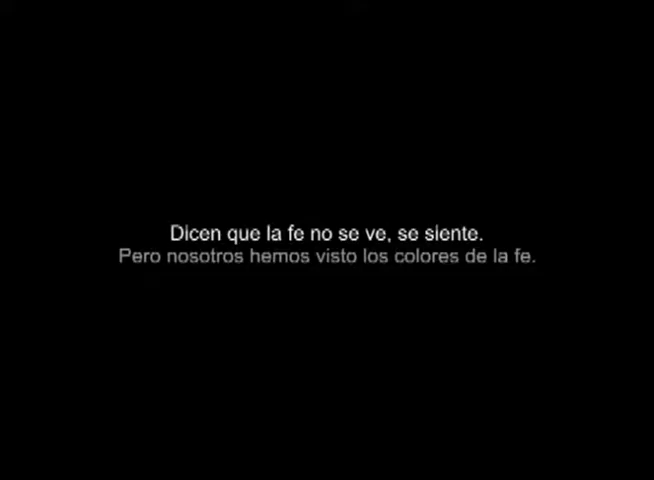 Dicen que la fe no se ve, se siente.
Pero nosotros hemos visto los colores de la fe.